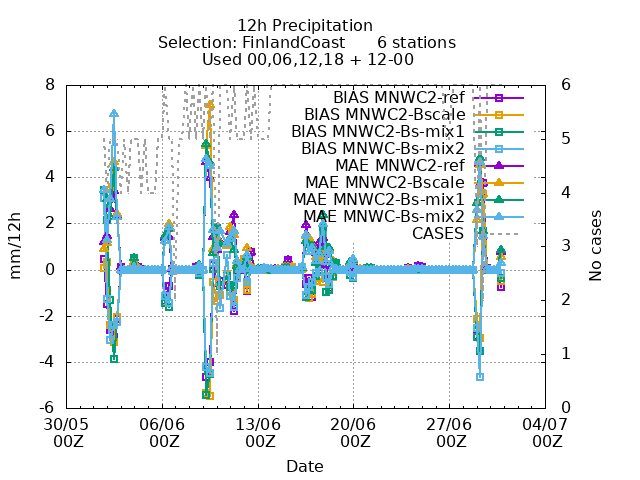 12h Precipitation
Selection: FinlandCoast 6 stations
Used 00,06,12,18 + 12-00
BIAS MNWC2-ref
BIAS MNWC2-Bscale
BIAS MNWC-Bs-mix1
BIAS MNWC-Bs-mix2
MAE MNWC2-ref
MAE MNWC2-Bscale
MAE MNWC2-Bs-mix1
MAE MNWC-Bs-mix2
CASES
8
6
4
2
0
-2
-4
-6
mm/12h
6
5
4
3
2
1
0
No cases
30/05 06/06 13/06 20/06 27/06 04/07
00Z 00Z 00Z 00Z 00Z 00Z
Date